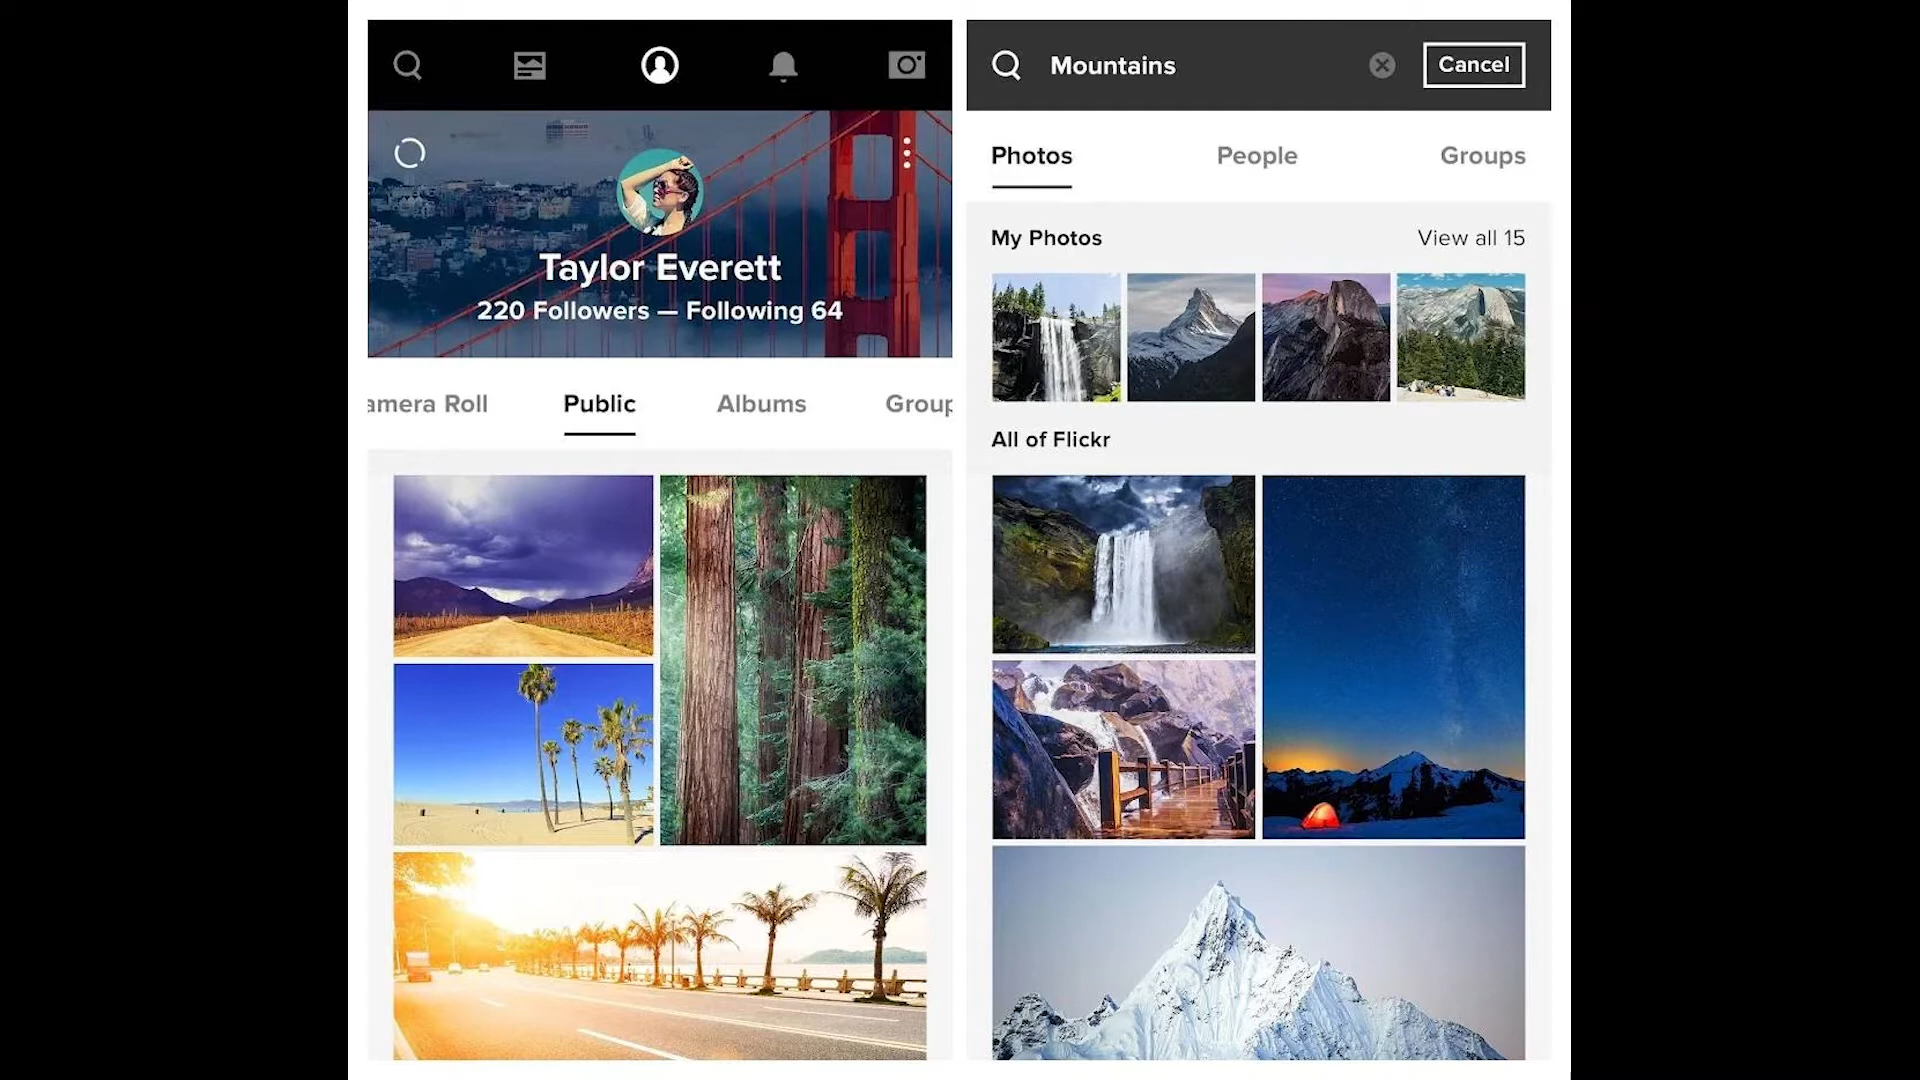 Taylor Everett
220 Followers — Following 64
amera Roll Public Albums Group
Mountains Cancel
Photos People Groups
My Photos View all 15
All of Flickr